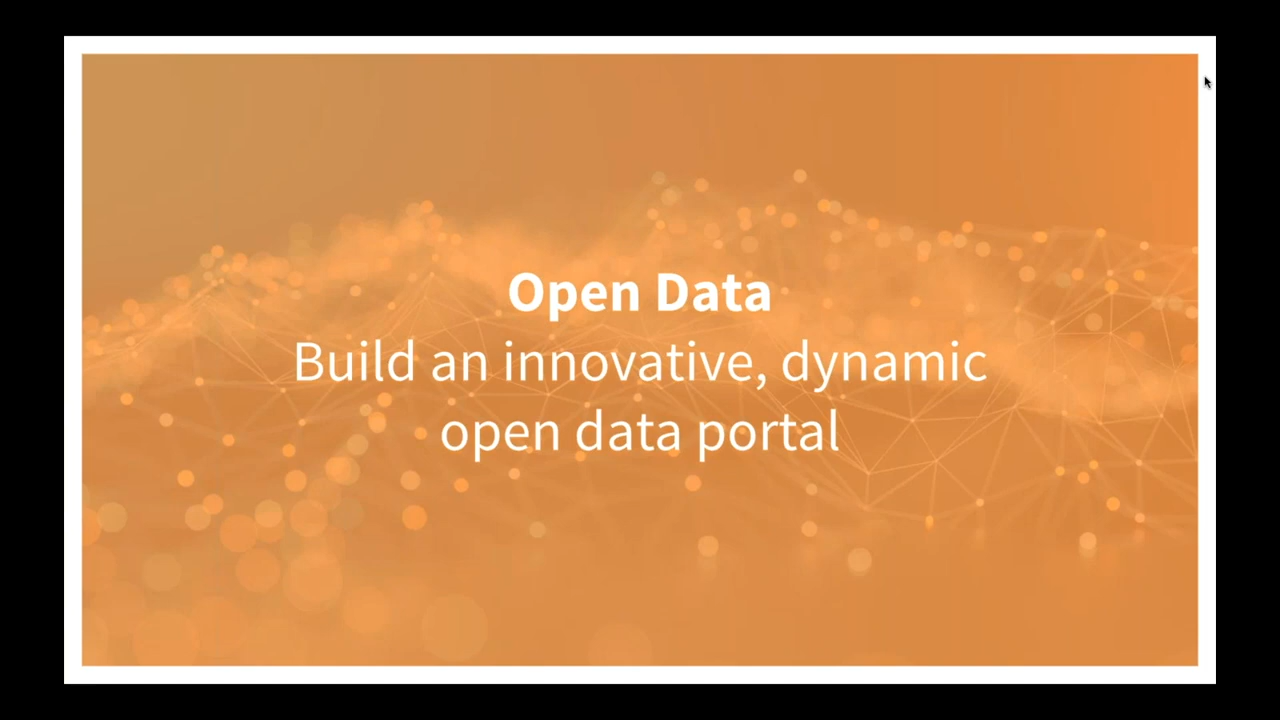 Open Data
Build an innovative, dynamic
open data portal